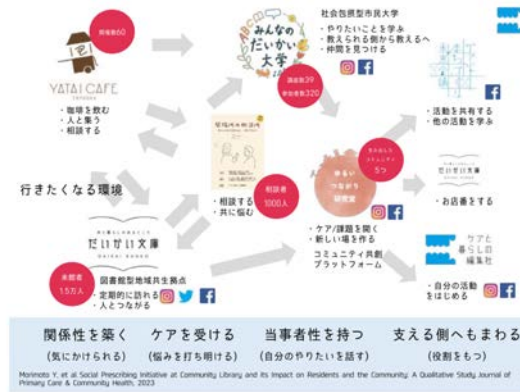 開催数60
YATAI CAFE
・珈琲を飲む
・人と集う
・相談する
みんなの
だいかい
大学
社会包摂型市民大学
・やりたいことを学ぶ
・教えられる側から教えるへ
・仲間を見つける
講座数39
参加者数320
・活動を共有する
・他の活動を学ぶ
・相談する
・共に悩む
相談者
1000人
ゆるい
つながり
研究室
コミュニティ
5つ
・ケア/課題を開く
・新しい場を作る
コミュニティ共創
プラットフォーム
・お店番をする
行きたくなる環境
だいかい文庫
DAIKAI BUNKO
来館者
1.5万人
図書館型地域共生拠点
・定期的に訪れる
・人とつながる
ケアと
暮らしの
編集社
・自分の活動
をはじめる
関係性を築く ケアを受ける 当事者性を持つ 支える側へもまわる
(気にかけられる) (悩みを打ち明ける) (自分のやりたいを話す) (役割をもつ)
Morimoto Y, et al Social Prescribing Initiative at Community Library and its Impact on Residents and the Community: A Qualitative Study Journal of
Primary Care & Community Health, 2023